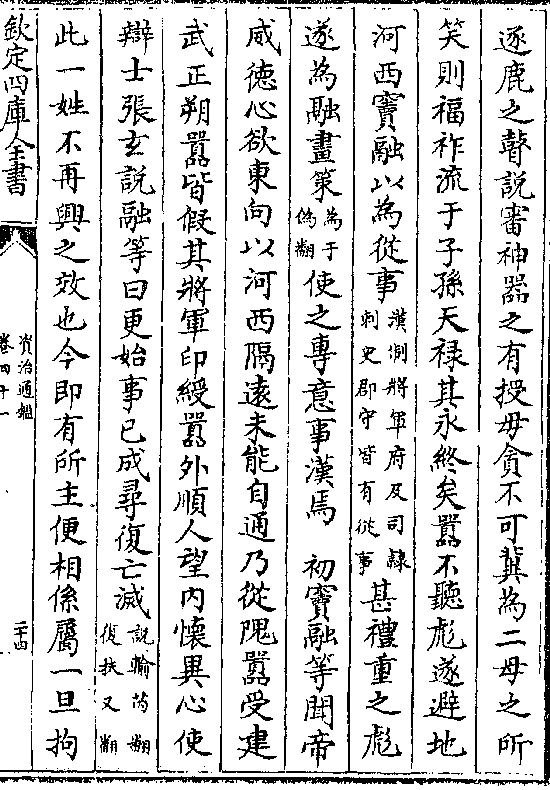 逐鹿之瞽說審神器之有授毋貪不可冀為二母之所
笑則福祚流于子孫天禄其永終矣囂不聽彪遂避地
河西竇融以為從事漢制將軍府及司隸刺史郡守皆有從事甚禮重之彪
遂為融畫策為于偽翻使之專意事漢焉　初竇融等聞帝
威徳心欲東向以河西隔遠未能自通乃從隗囂受建
武正朔囂皆假其將軍印綬囂外順人望内懷異心使
辯士張玄説融等曰更始事已成尋復亡滅説輸芮翻復扶又翻
此一姓不再興之效也今即有所主便相係屬一旦拘
欽定四庫全書
資治通鑑
卷四十一
二十四